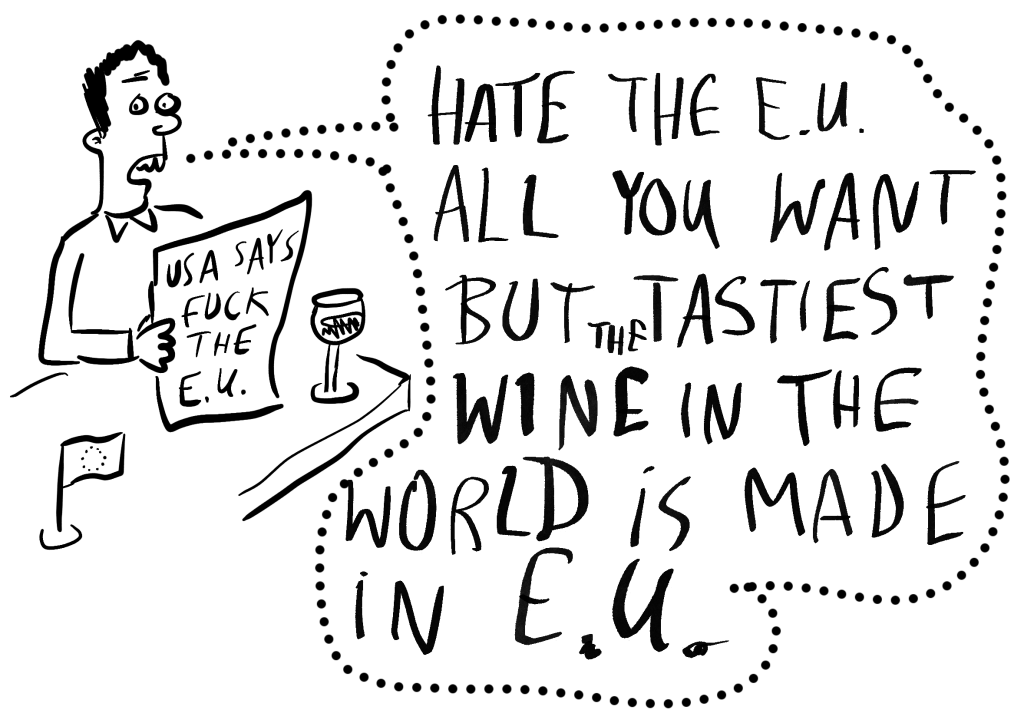 USA SAYS
FUCK
THE
E.U.
HATE THE E.U.
ALL YOU WANT
BUT THE TASTIEST
WINE IN THE
WORLD IS MADE
IN E.U.